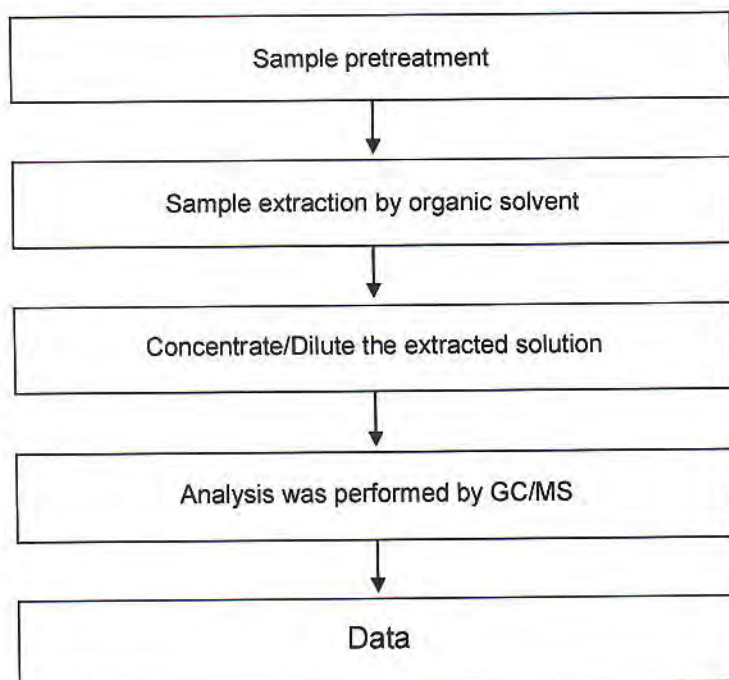 Sample pretreatment
Sample extraction by organic solvent
Concentrate/Dilute the extracted solution
Analysis was performed by GC/MS
Data